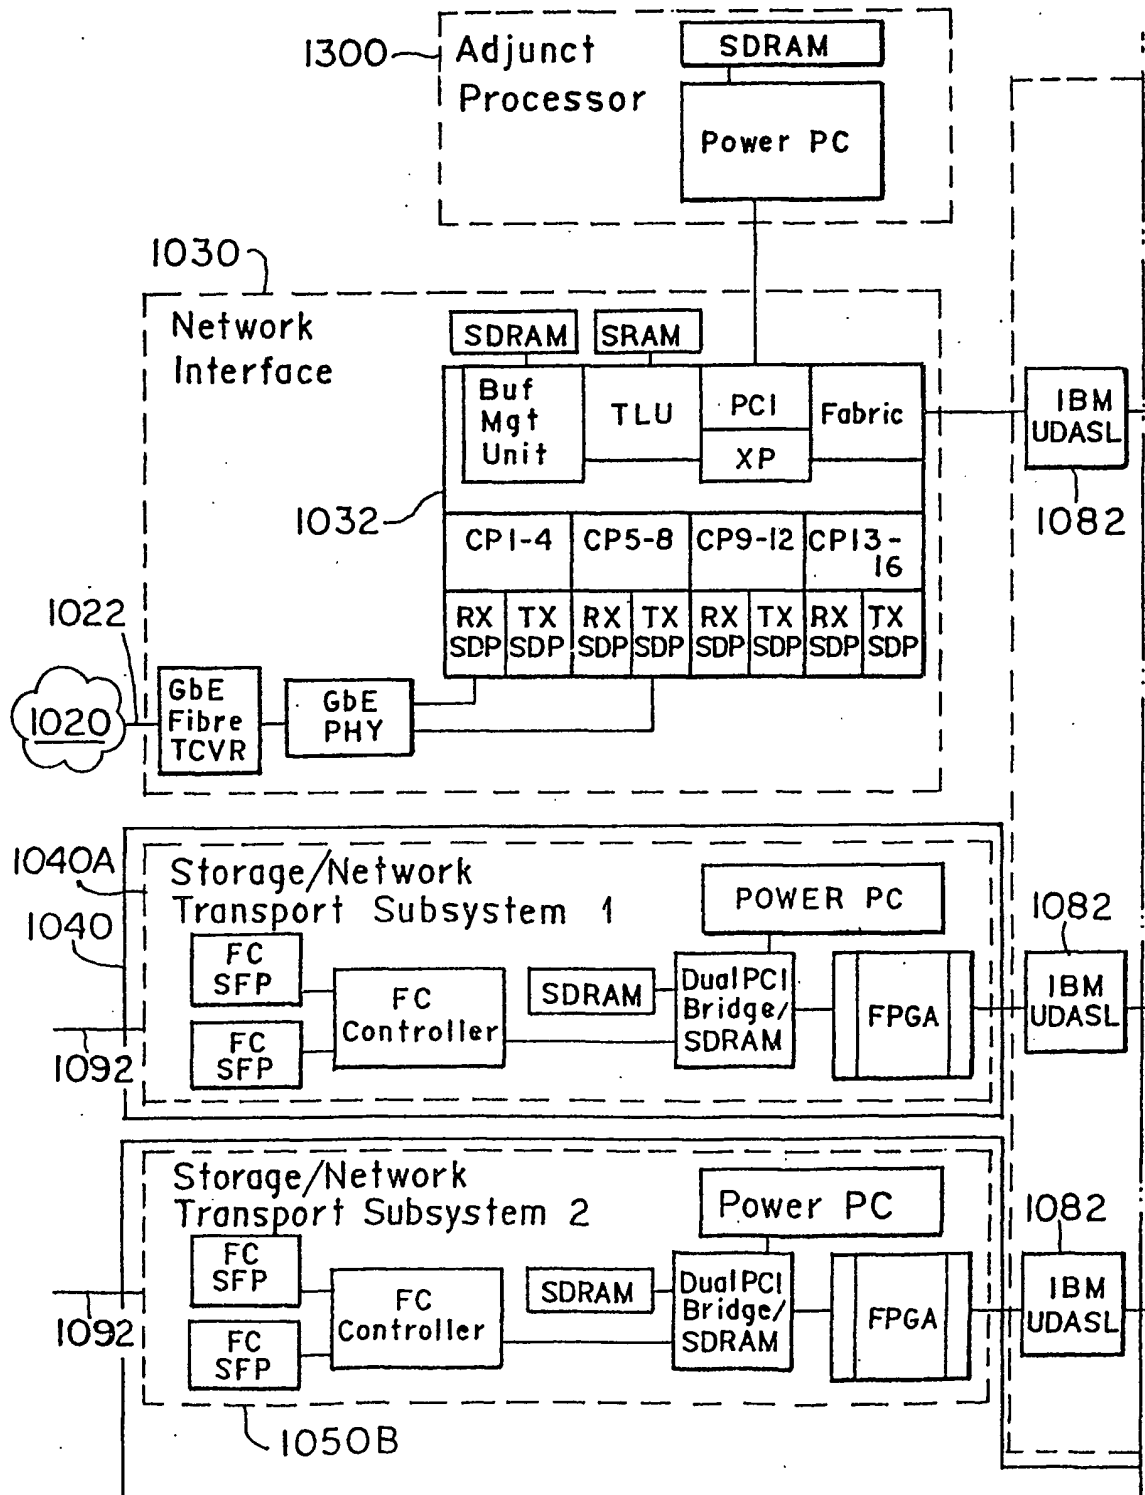 1300
Adjunct
Processor
SDRAM
Power PC
1030
Network
Interface
SDRAM
SRAM
Buf
Mgt
Unit
TLU
PCI
XP
Fabric
IBM
UDASL
1082
1032
CP1-4
CP5-8
CP9-12
CP13-
16
RX
SDP
TX
SDP
RX
SDP
TX
SDP
RX
SDP
TX
SDP
RX
SDP
TX
SDP
1022
1020
GbE
Fibre
TCVR
GbE
PHY
1040A
1040
Storage/Network
Transport Subsystem 1
POWER PC
FC
SFP
FC
SFP
FC
Controller
SDRAM
Dual PCI
Bridge/
SDRAM
FPGA
1082
IBM
UDASL
1092
Storage/Network
Transport Subsystem 2
Power PC
FC
SFP
FC
SFP
FC
Controller
SDRAM
Dual PCI
Bridge/
SDRAM
FPGA
1082
IBM
UDASL
1092
1050B